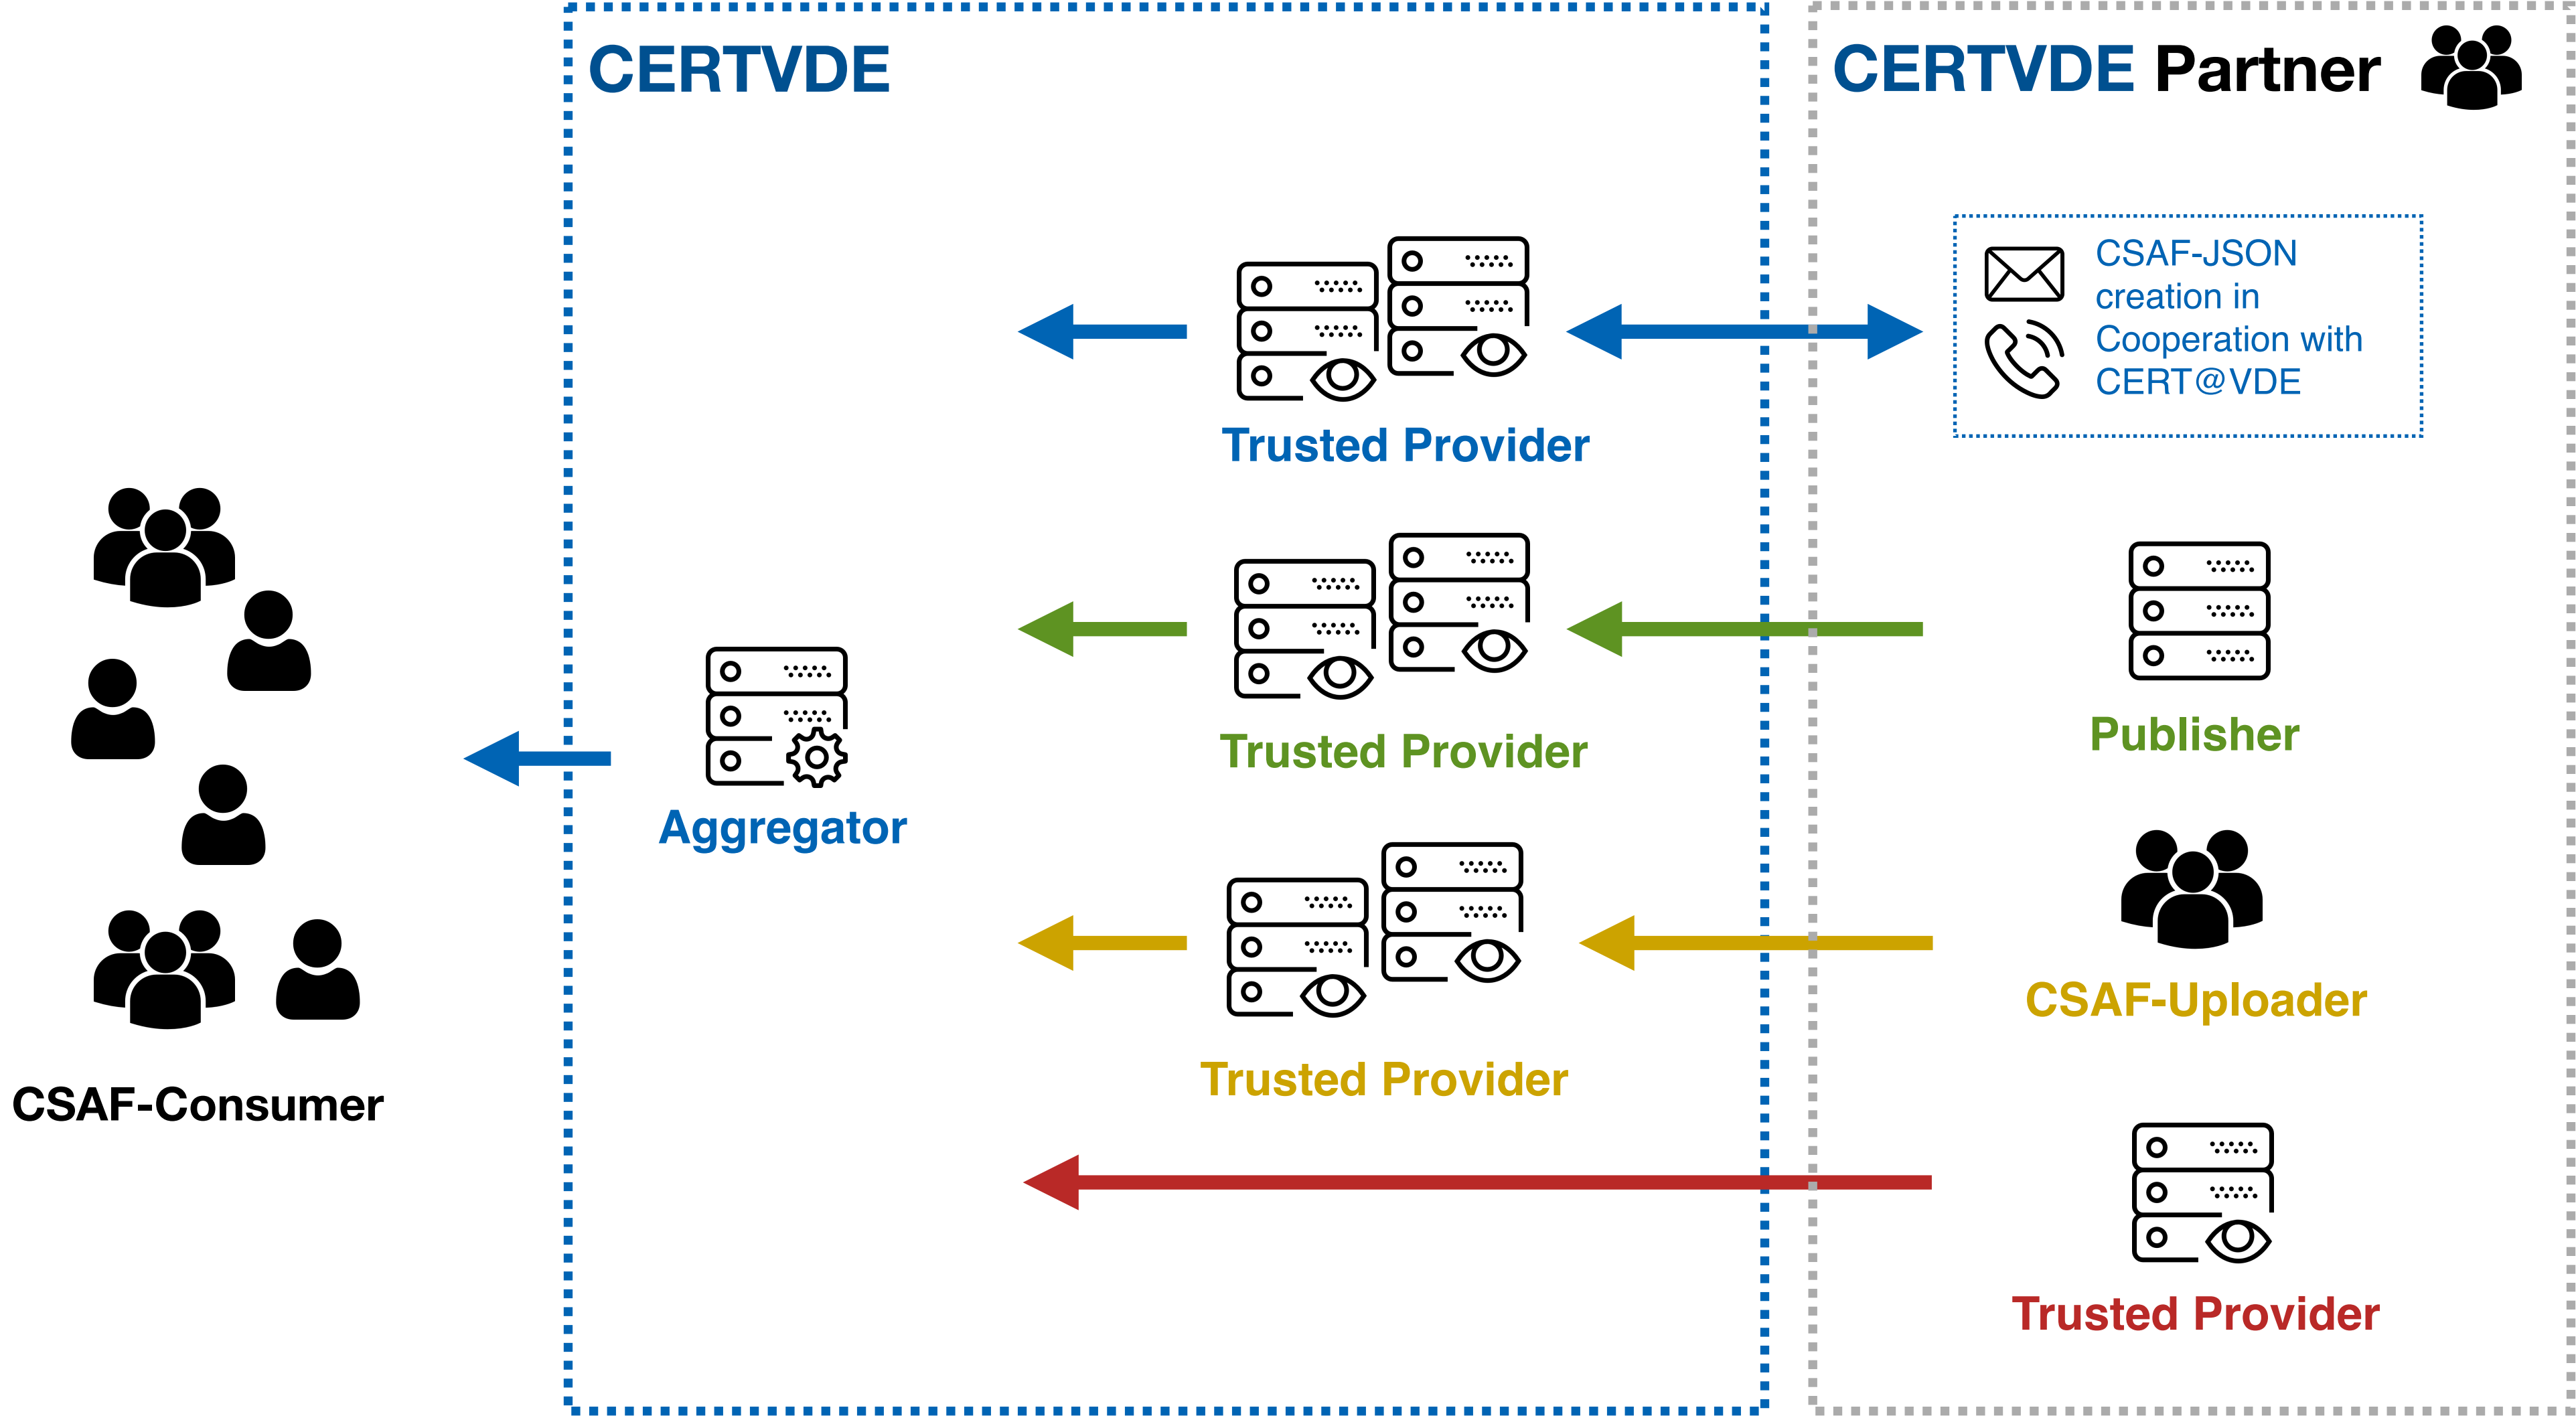 CERTVDE
CERTVDE Partner
CSAF-JSON
creation in
Cooperation with
CERT@VDE
Trusted Provider
Trusted Provider
Publisher
Aggregator
CSAF-Uploader
Trusted Provider
CSAF-Consumer
Trusted Provider